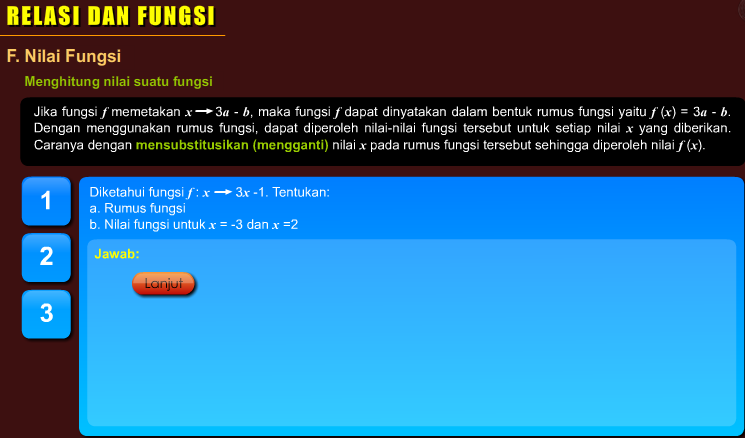 RELASI DAN FUNGSI
F. Nilai Fungsi
Menghitung nilai suatu fungsi
Jika fungsi f memetakan x → 3a - b, maka fungsi f dapat dinyatakan dalam bentuk rumus fungsi yaitu f (x) = 3a - b.
Dengan menggunakan rumus fungsi, dapat diperoleh nilai-nilai fungsi tersebut untuk setiap nilai x yang diberikan.
Caranya dengan mensubstitusikan (mengganti) nilai x pada rumus fungsi tersebut sehingga diperoleh nilai f (x).
1
2
3
Diketahui fungsi f : x → 3x -1. Tentukan:
a. Rumus fungsi
b. Nilai fungsi untuk x = -3 dan x =2
Jawab:
Lanjut